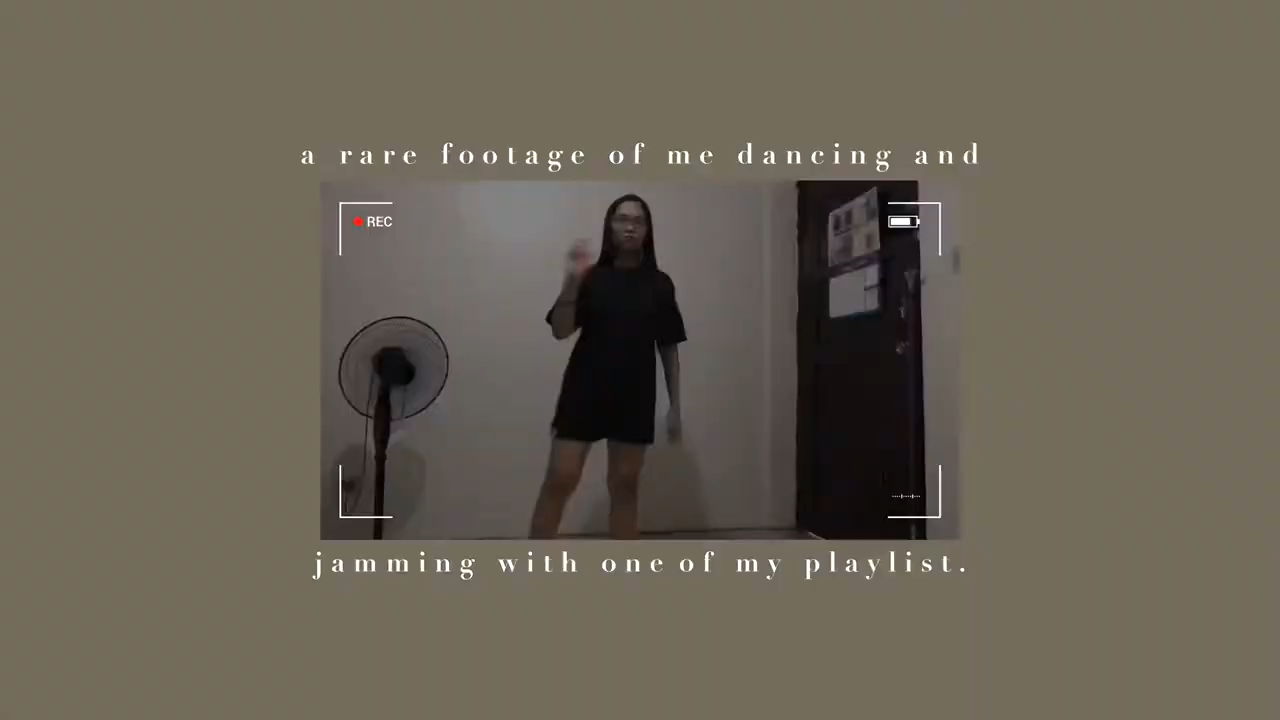 a rare footage of me dancing and
REC
jamming with one of my playlist.